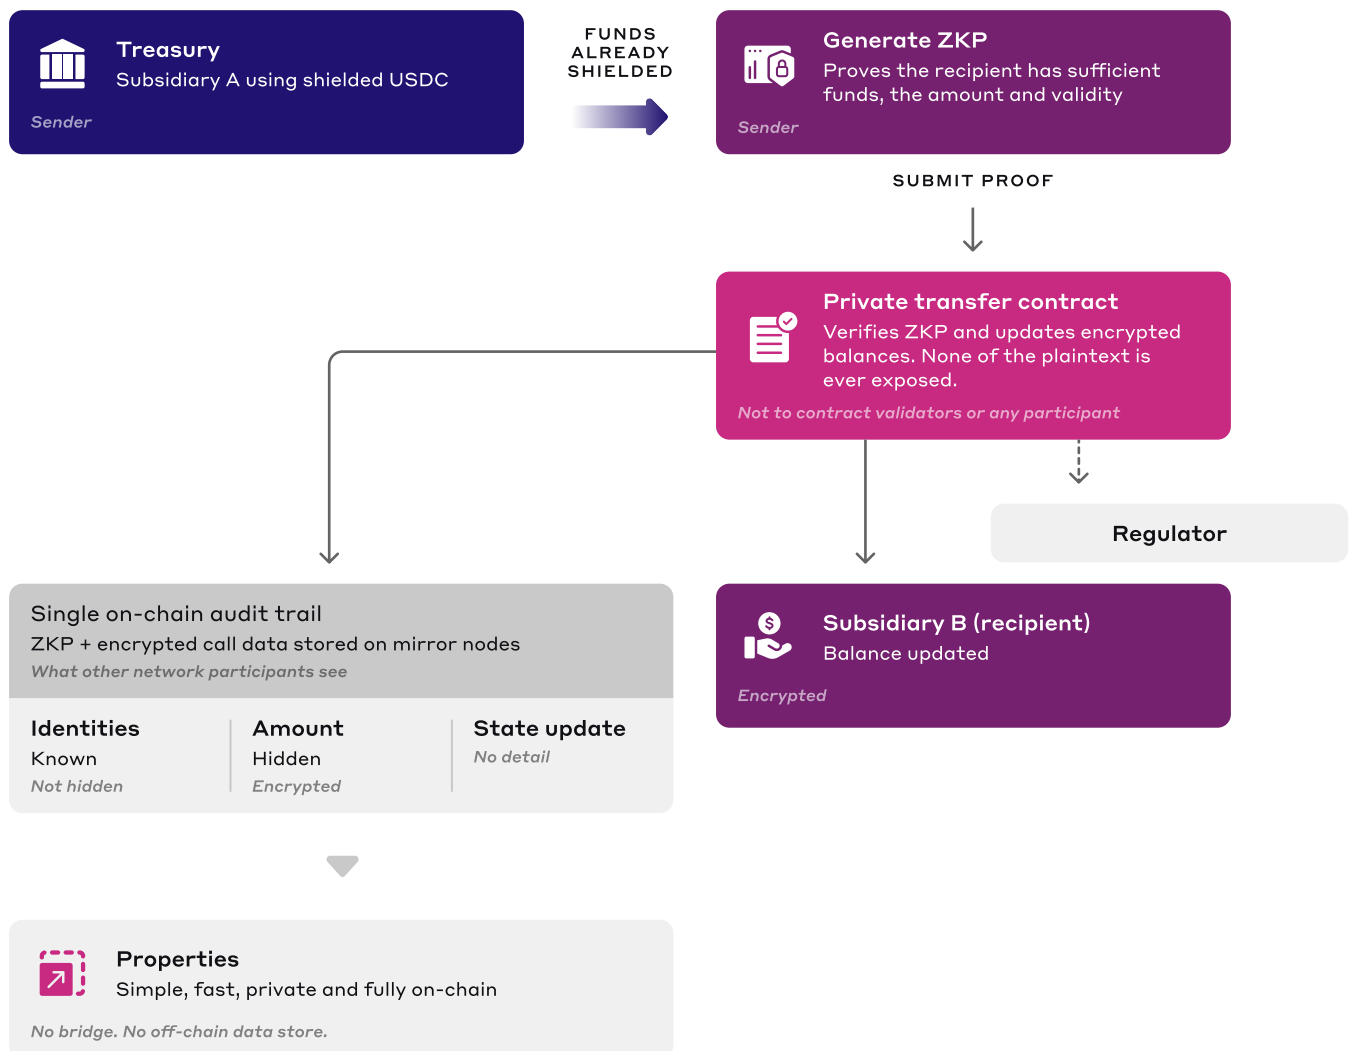 Treasury
Subsidiary A using shielded USDC
Sender
FUNDS
ALREADY
SHIELDED
Generate ZKP
Proves the recipient has sufficient
funds, the amount and validity
Sender
SUBMIT PROOF
Private transfer contract
Verifies ZKP and updates encrypted
balances. None of the plaintext is
ever exposed.
Not to contract validators or any participant
Regulator
Single on-chain audit trail
ZKP + encrypted call data stored on mirror nodes
What other network participants see
Identities
Known
Not hidden
Amount
Hidden
Encrypted
State update
No detail
Subsidiary B (recipient)
Balance updated
Encrypted
Properties
Simple, fast, private and fully on-chain
No bridge. No off-chain data store.